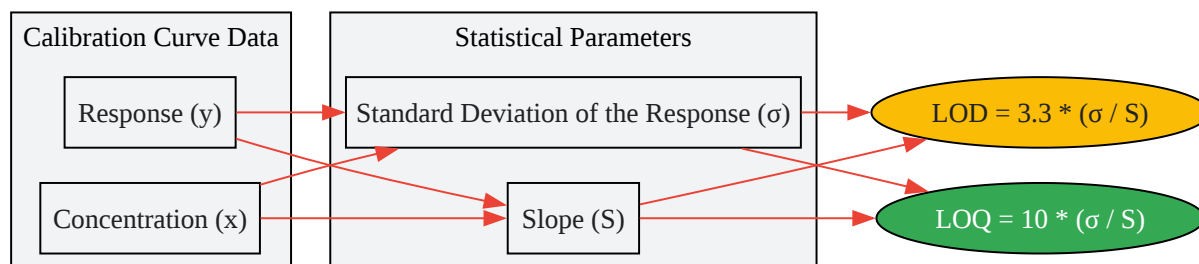 Calibration Curve Data
Response (y)
Concentration (x)
Statistical Parameters
Standard Deviation of the Response (σ)
Slope (S)
LOD = 3.3 * (σ / S)
LOQ = 10 * (σ / S)